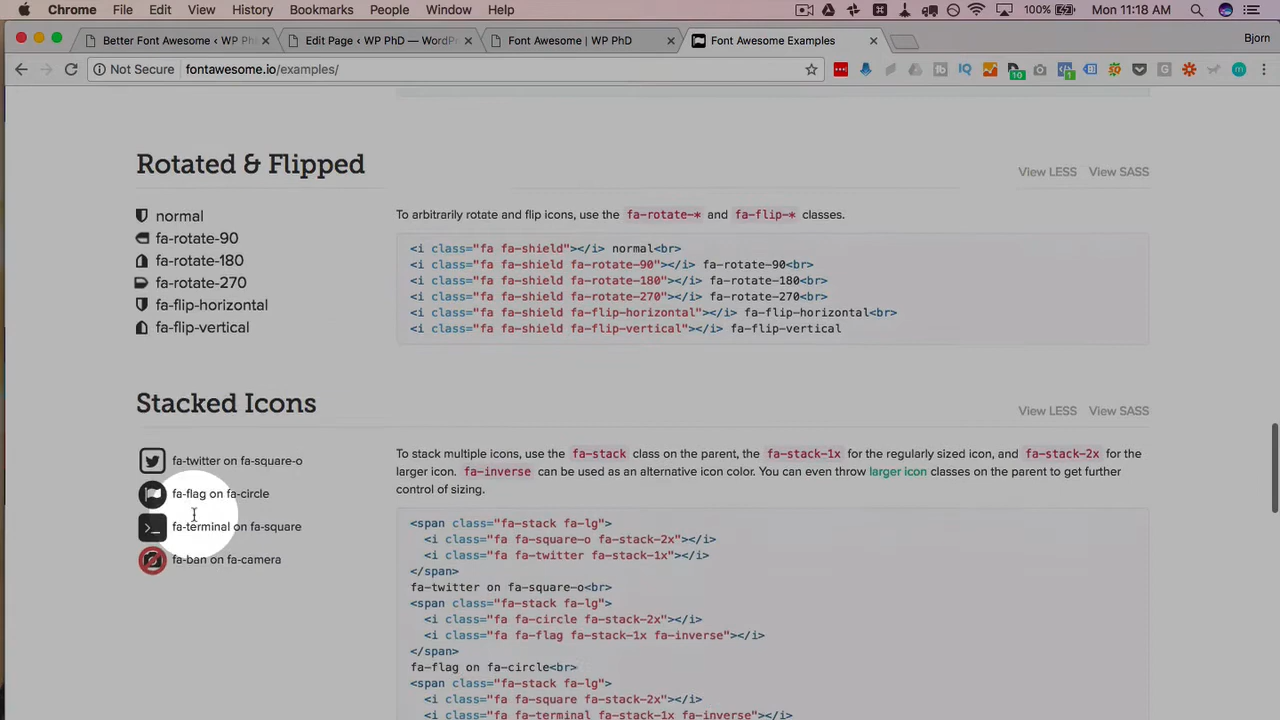 Chrome File Edit View History Bookmarks People Window Help 100% Mon 11:18 AM
Better Font Awesome ‹ WP Ph
Edit Page ‹ WP PhD — WordPr
Font Awesome | WP PhD
Font Awesome Examples
Bjorn
Not Secure fontawesome.io/examples/
Rotated & Flipped
View LESS View SASS
normal
fa-rotate-90
fa-rotate-180
fa-rotate-270
fa-flip-horizontal
fa-flip-vertical
To arbitrarily rotate and flip icons, use the fa-rotate-* and fa-flip-* classes.
<i class="fa fa-shield"></i> normal<br>
<i class="fa fa-shield fa-rotate-90"></i> fa-rotate-90<br>
<i class="fa fa-shield fa-rotate-180"></i> fa-rotate-180<br>
<i class="fa fa-shield fa-rotate-270"></i> fa-rotate-270<br>
<i class="fa fa-shield fa-flip-horizontal"></i> fa-flip-horizontal<br>
<i class="fa fa-shield fa-flip-vertical"></i> fa-flip-vertical
Stacked Icons
View LESS View SASS
fa-twitter on fa-square-o
fa-flag on fa-circle
fa-terminal on fa-square
fa-ban on fa-camera
To stack multiple icons, use the fa-stack class on the parent, the fa-stack-1x for the regularly sized icon, and fa-stack-2x for the
larger icon. fa-inverse can be used as an alternative icon color. You can even throw larger icon classes on the parent to get further
control of sizing.
<span class="fa-stack fa-lg">
<i class="fa fa-square-o fa-stack-2x"></i>
<i class="fa fa-twitter fa-stack-1x"></i>
</span>
fa-twitter on fa-square-o<br>
<span class="fa-stack fa-lg">
<i class="fa fa-circle fa-stack-2x"></i>
<i class="fa fa-flag fa-stack-1x fa-inverse"></i>
</span>
fa-flag on fa-circle<br>
<span class="fa-stack fa-lg">
<i class="fa fa-square fa-stack-2x"></i>
<i class="fa fa-terminal fa-stack-1x fa-inverse"></i>